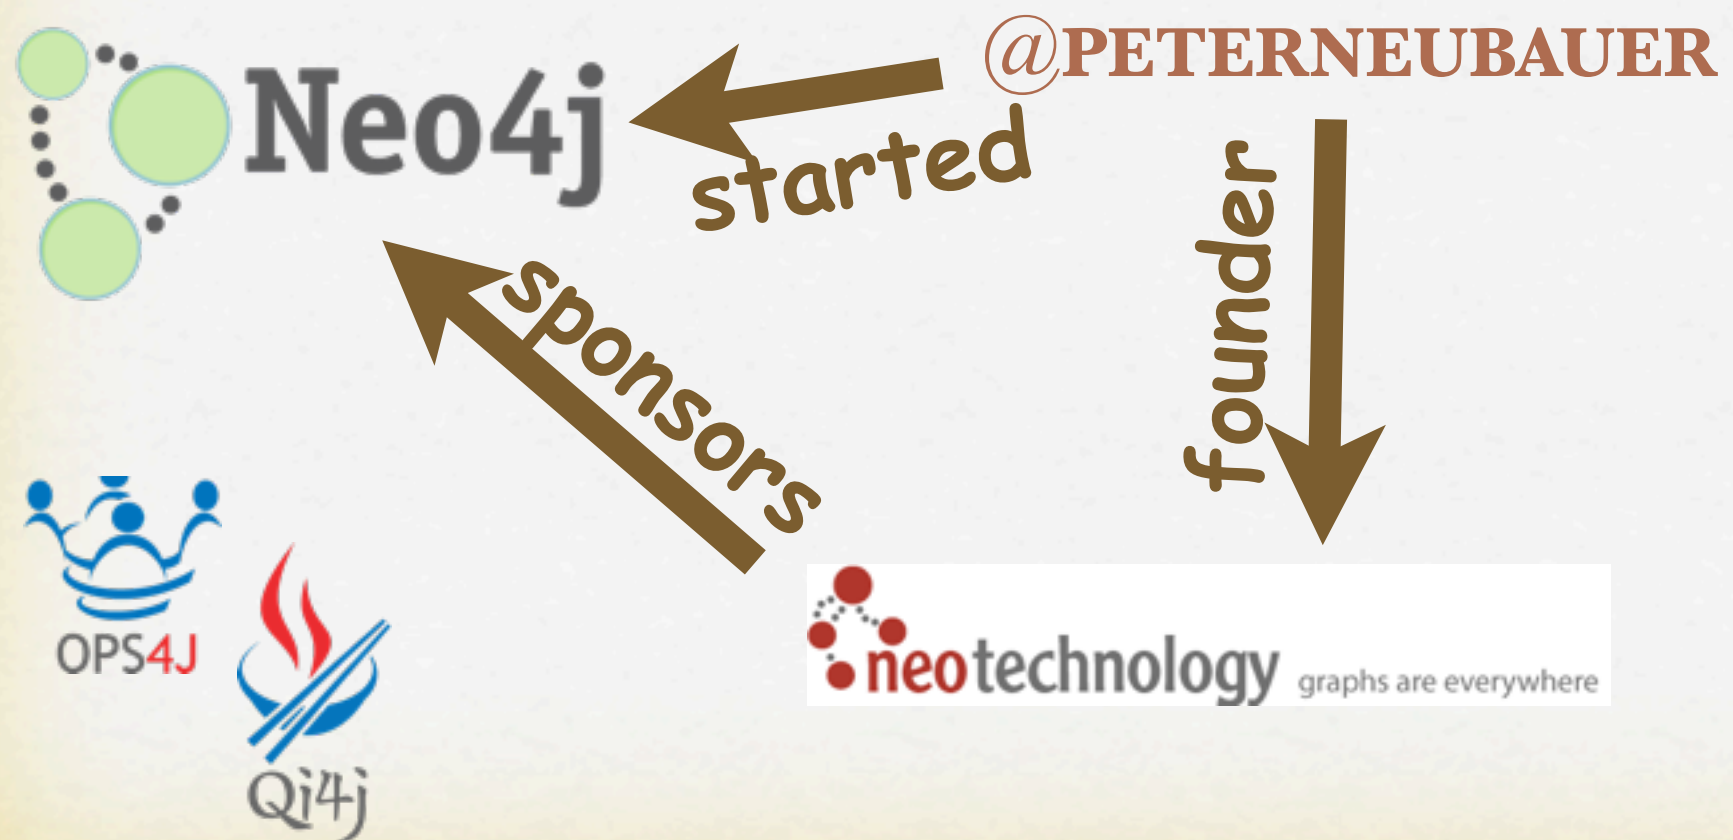 Neo4j
@PETERNEUBAUER
started
founder
sponsors
OPS4J
Qi4j
neotechnology graphs are everywhere